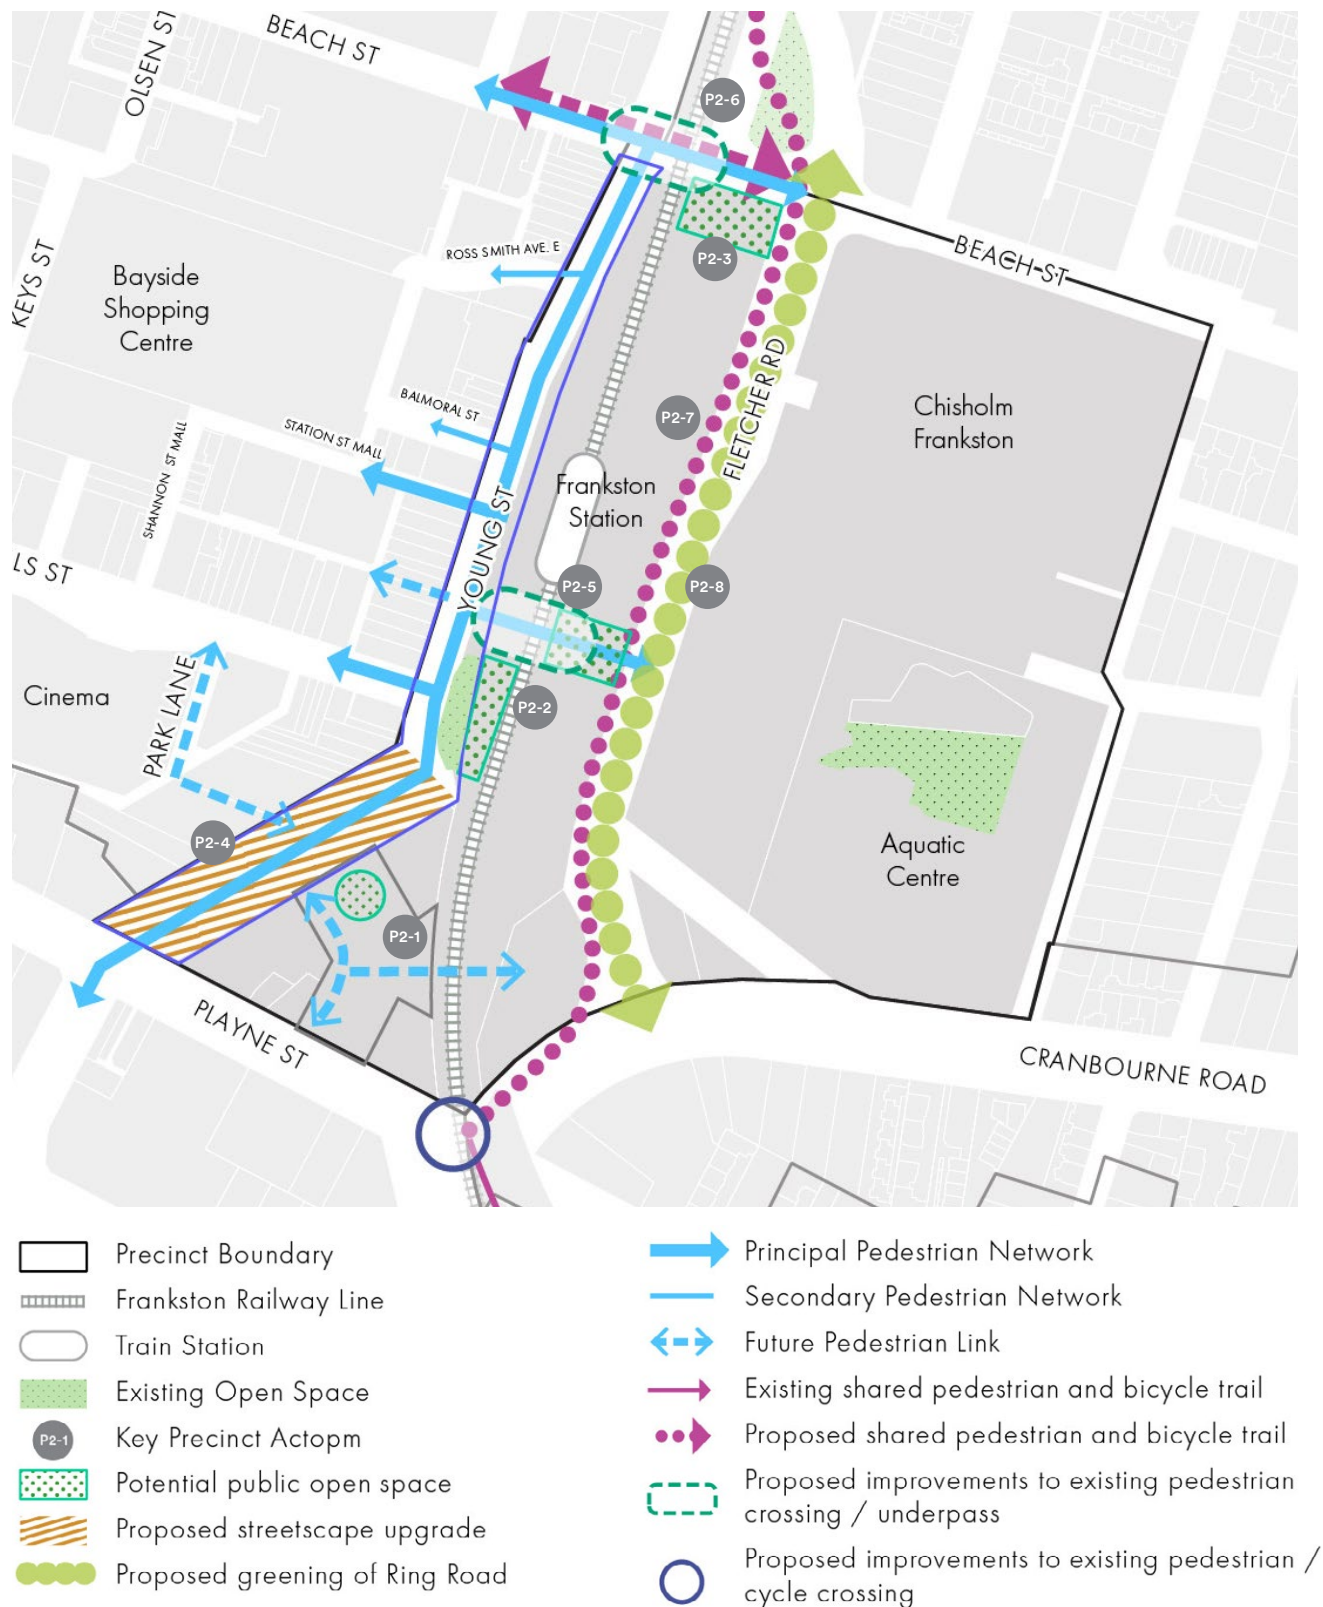 BEACH ST
OLSEN ST
P2-6
KEYS ST
ROSS SMITH AVE. E
P2-3
BEACH ST
Bayside
Shopping
Centre
FLETCHER RD
P2-7
Chisholm
Frankston
BALMORAL ST
STATION ST MALL
SHANNON ST MALL
Frankston
Station
YOUNG ST
LS ST
P2-5
P2-8
Cinema
PARK LANE
P2-2
P2-4
Aquatic
Centre
P2-1
PLAYNE ST
CRANBOURNE ROAD
Precinct Boundary
Frankston Railway Line
Train Station
Existing Open Space
P2-1
Key Precinct Actopm
Potential public open space
Proposed streetscape upgrade
Proposed greening of Ring Road
Principal Pedestrian Network
Secondary Pedestrian Network
Future Pedestrian Link
Existing shared pedestrian and bicycle trail
Proposed shared pedestrian and bicycle trail
Proposed improvements to existing pedestrian
crossing / underpass
Proposed improvements to existing pedestrian /
cycle crossing